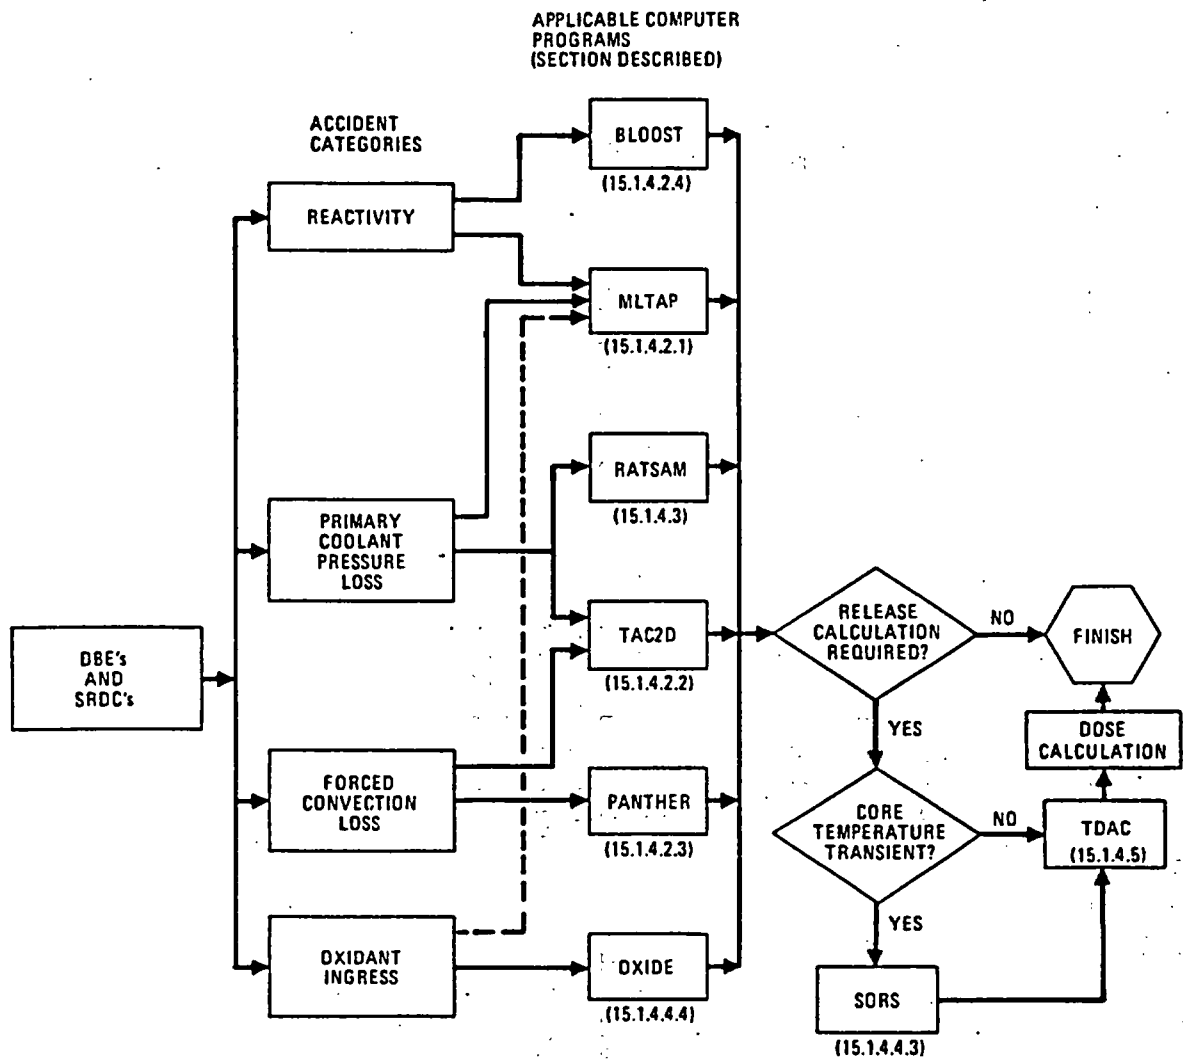 APPLICABLE COMPUTER
PROGRAMS
(SECTION DESCRIBED)
ACCIDENT
CATEGORIES
BLOOST
(15.1.4.2.4)
REACTIVITY
MLTAP
(15.1.4.2.1)
RATSAM
(15.1.4.3)
PRIMARY
COOLANT
PRESSURE
LOSS
TAC2D
(15.1.4.2.2)
RELEASE
CALCULATION
REQUIRED?
NO
FINISH
DBE's
AND
SRDC's
YES
DOSE
CALCULATION
FORCED
CONVECTION
LOSS
PANTHER
(15.1.4.2.3)
CORE
TEMPERATURE
TRANSIENT?
NO
TDAC
(15.1.4.5)
YES
OXIDANT
INGRESS
OXIDE
(15.1.4.4.4)
SORS
(15.1.4.4.3)